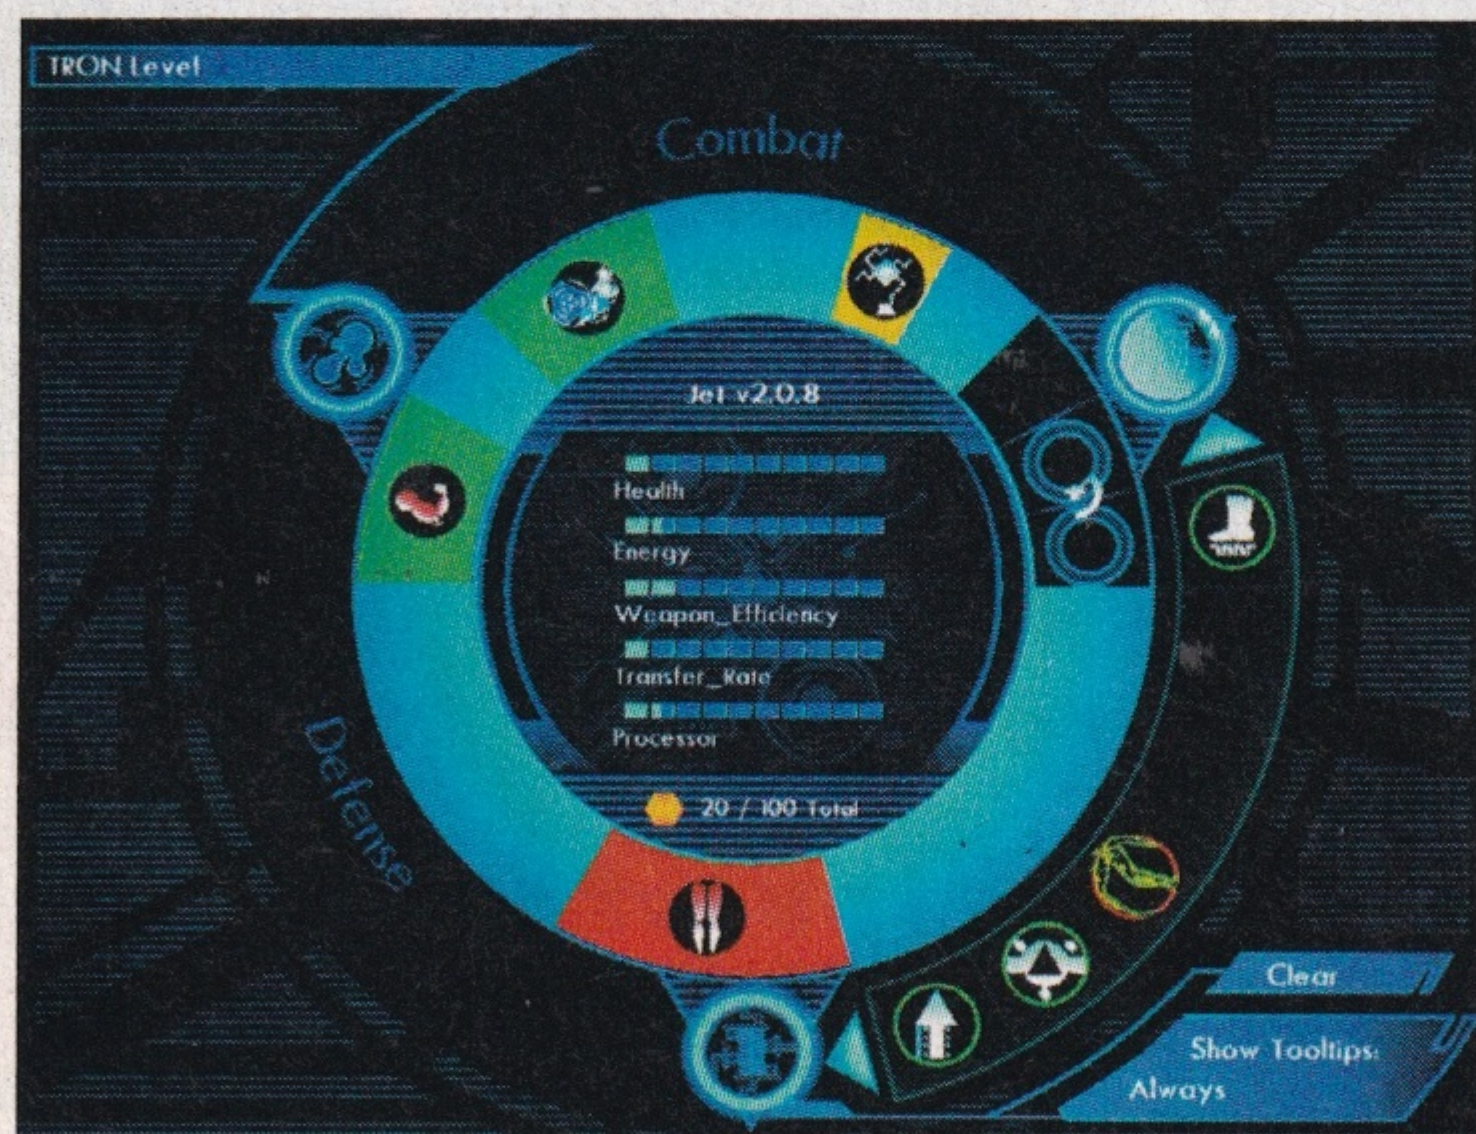 TRON Level
Combat
Jet v2.0.8
Health
Energy
Weapon_Efficiency
Transfer_Rate
Processor
20 / 100 Total
Defense
Clear
Show Tooltips:
Always